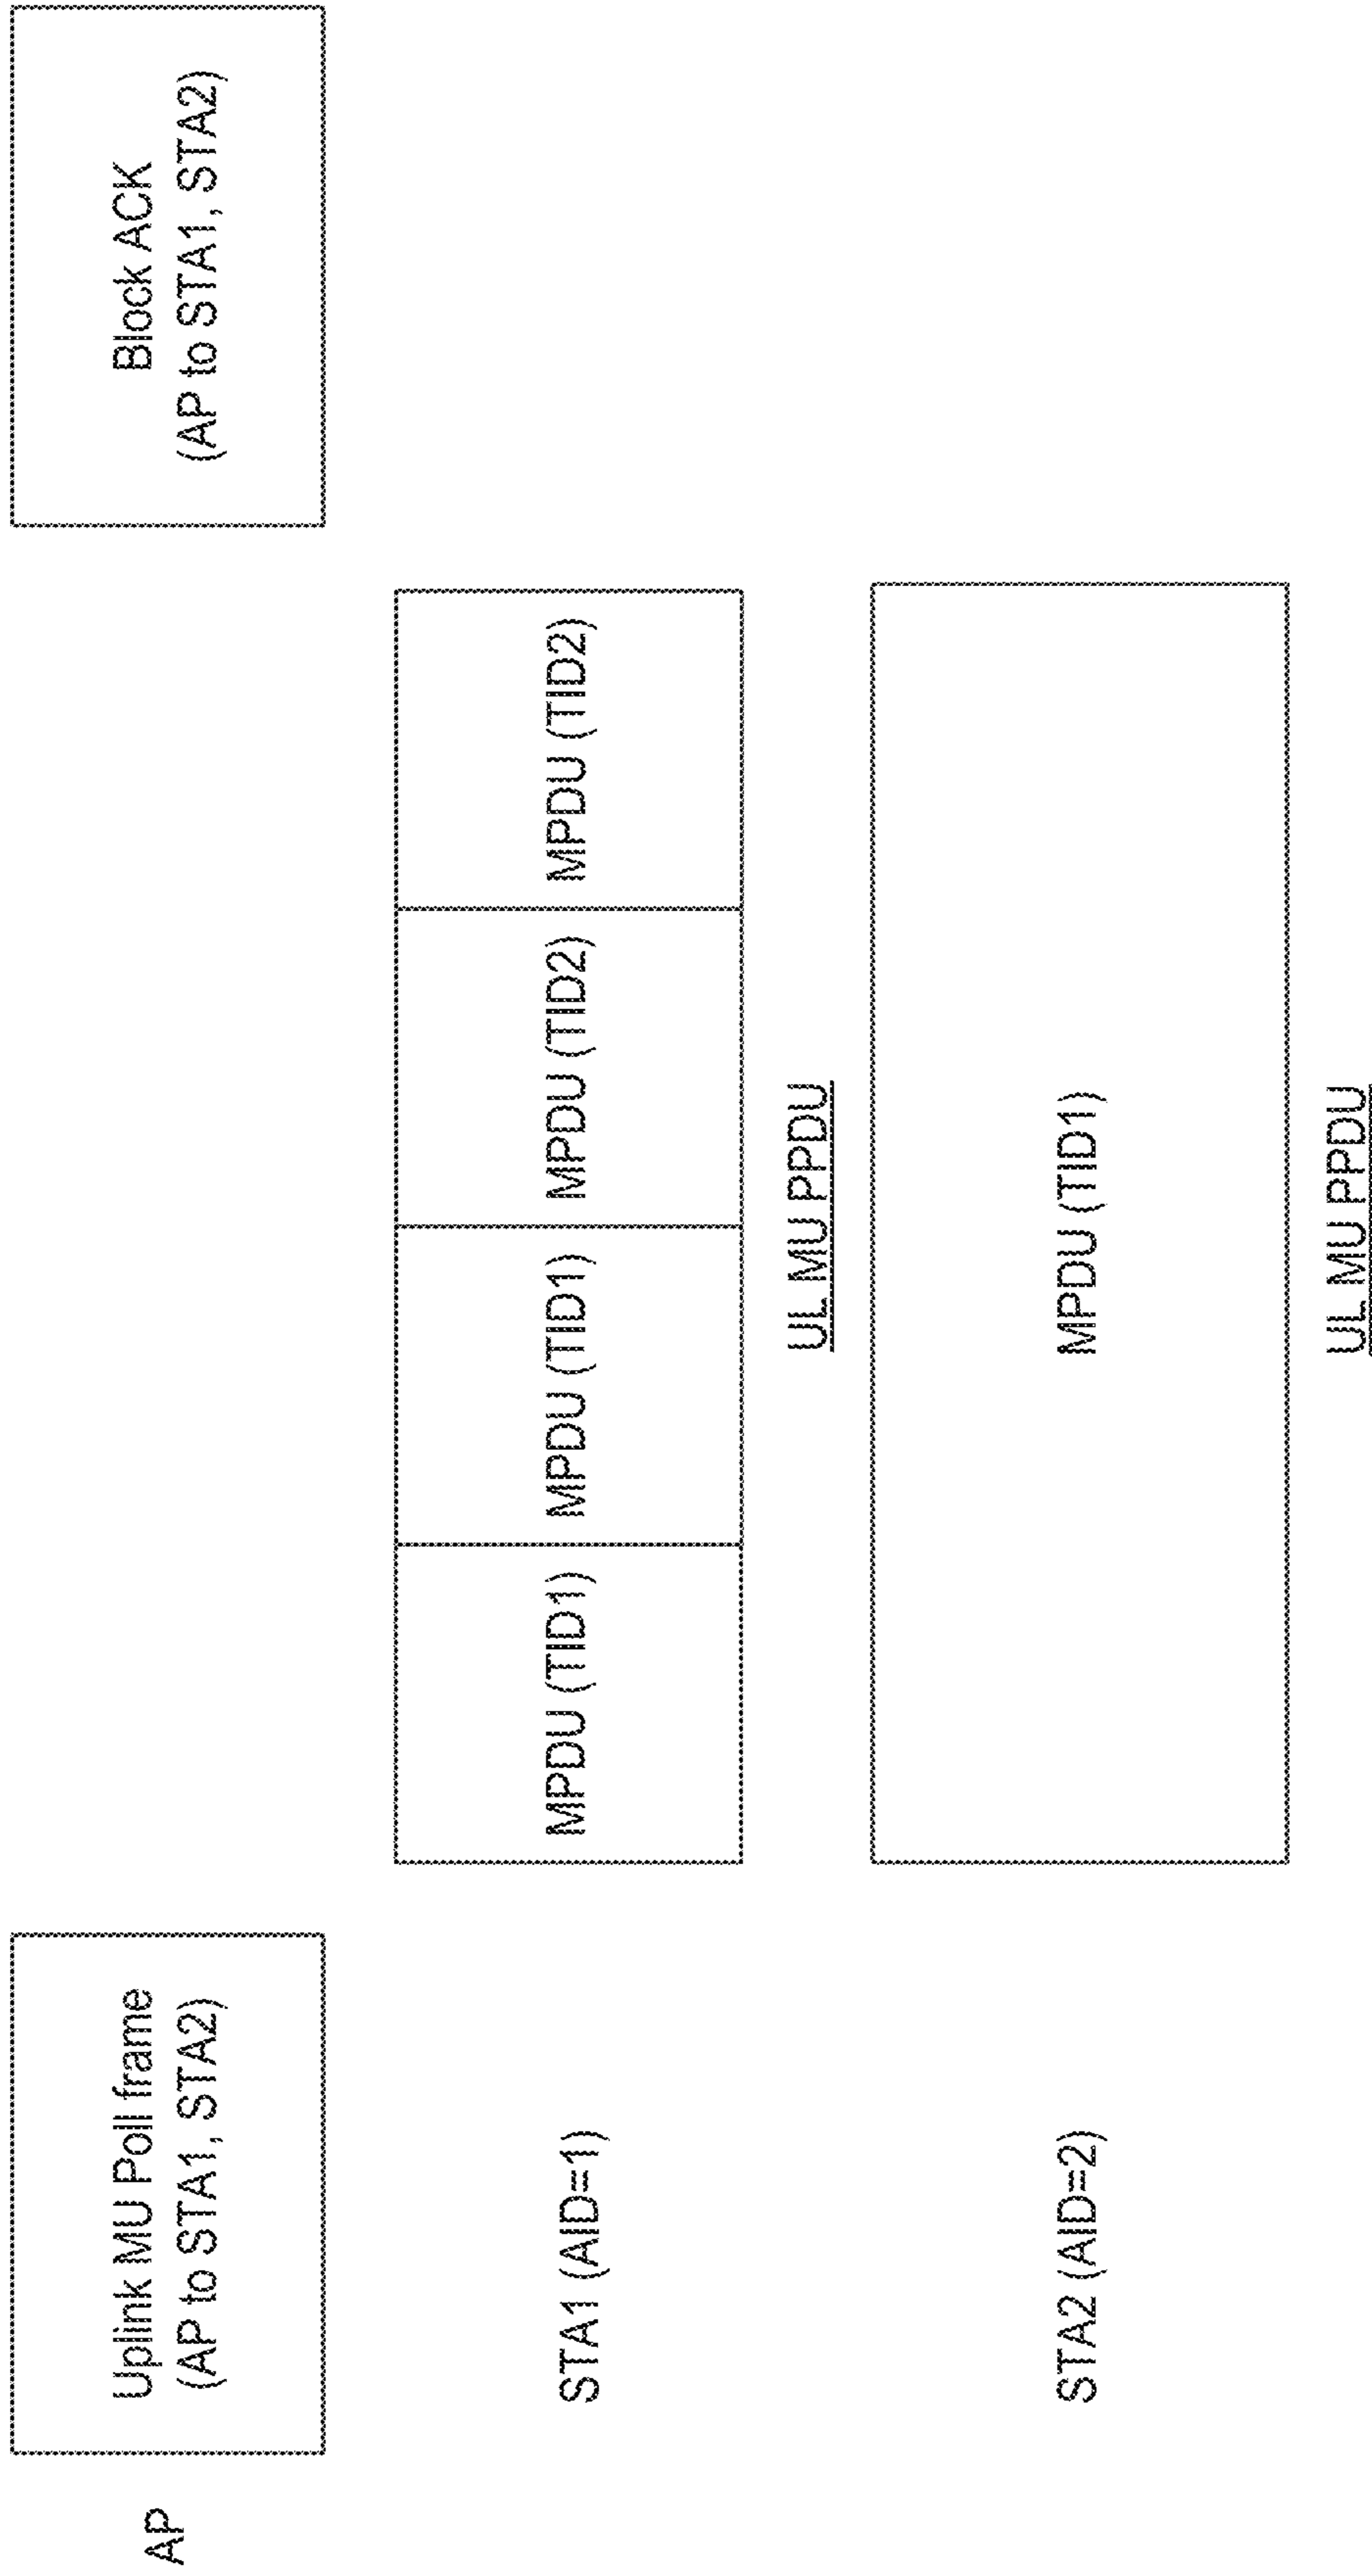 AP
Uplink MU Poll frame
(AP to STA1, STA2)
Block ACK
(AP to STA1, STA2)
STA1 (AID=1)
MPDU (TID1)
MPDU (TID1)
MPDU (TID2)
MPDU (TID2)
UL MU PPDU
STA2 (AID=2)
MPDU (TID1)
UL MU PPDU